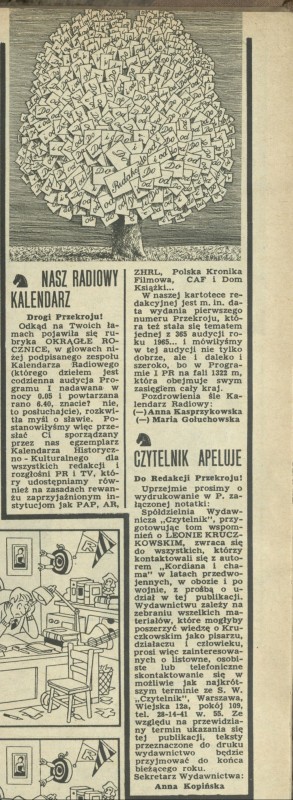 Do Redakcji
NASZ RADIOWY
KALENDARZ
Drogi Przekroju!
Odkąd na Twoich ła-
mach pojawiła się ru-
bryka OKRĄGŁE RO-
CZNICE, w głowach ni-
żej podpisanego zespołu
Kalendarza Radiowego
(którego dziełem jest
codzienna audycja Pro-
gramu I nadawana w
nocy 0.05 i powtarzana
rano 6.40, znacie? nie,
to posłuchajcie), rozkwi-
tła myśl o sławie. Po-
stanowiłyśmy więc prze-
słać Ci sporządzany
przez nas egzemplarz
Kalendarza Historycz-
no-Kulturalnego dla
wszystkich redakcji i
rozgłośni PR i TV, któ-
ry udostępniamy rów-
nież na zasadach rewan-
żu zaprzyjaźnionym in-
stytucjom jak PAP, AR,
ZHRL, Polska Kronika
Filmowa, CAF i Dom
Książki...
W naszej kartotece re-
dakcyjnej jest m. in. da-
ta wydania pierwszego
numeru Przekroju, któ-
ra też stała się tematem
jednej z 365 audycji ro-
ku 1965... i mówiłyśmy
w tej audycji nie tylko
dobrze, ale i daleko i
szeroko, bo w Progra-
mie I PR na fali 1322 m,
która obejmuje swym
zasięgiem cały kraj.
Pozdrowienia śle Ka-
lendarz Radiowy:
(—) Anna Kasprzykowska
(—) Maria Gołuchowska
CZYTELNIK APELUJE
Do Redakcji Przekroju!
Uprzejmie prosimy o
wydrukowanie w P. za-
łączonej notatki:
Spółdzielnia Wydaw-
nicza „Czytelnik", przy-
gotowując tom wspom-
nień o LEONIE KRUCZ-
KOWSKIM, zwraca się
do wszystkich, którzy
kontaktowali się z auto-
rem „Kordiana i cha-
ma" w latach przedwo-
jennych, w obozie i po
wojnie, z prośbą o u-
dział w tej publikacji.
Wydawnictwu zależy na
zebraniu wszelkich ma-
teriałów, które mogłyby
poszerzyć wiedzę o Kru-
czkowskim jako pisarzu,
działaczu i człowieku,
prosi więc zainteresowa-
nych o listowne, osobi-
ste lub telefoniczne
skontaktowanie się w
możliwie jak najkrót-
szym terminie ze S. W.
„Czytelnik", Warszawa,
Wiejska 12a, pokój 109,
tel. 28-14-41 w. 55. Ze
względu na przewidzia-
ny termin ukazania się
tej publikacji, teksty
przeznaczone do druku
wydawnictwo będzie
przyjmować do końca
bieżącego roku.
Sekretarz Wydawnictwa:
Anna Kopińska